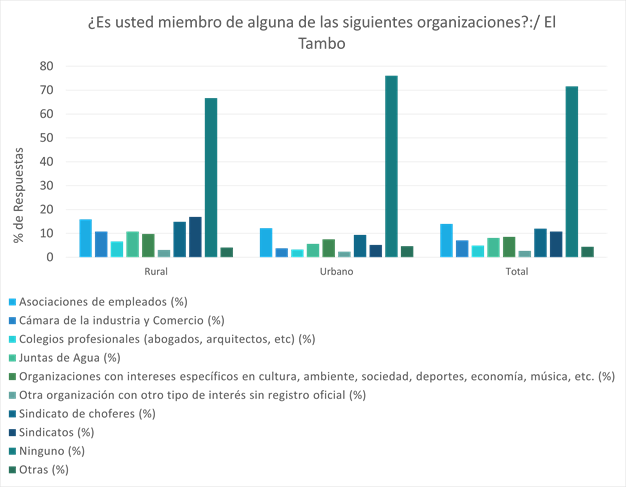 ¿Es usted miembro de alguna de las siguientes organizaciones?:/ El
Tambo
80
70
60
50
40
30
20
10
0
% de Respuestas
Rural
Urbano
Total
Asociaciones de empleados (%)
Cámara de la industria y Comercio (%)
Colegios profesionales (abogados, arquitectos, etc) (%)
Juntas de Agua (%)
Organizaciones con intereses específicos en cultura, ambiente, sociedad, deportes, economía, música, etc. (%)
Otra organización con otro tipo de interés sin registro oficial (%)
Sindicato de choferes (%)
Sindicatos (%)
Ninguno (%)
Otras (%)